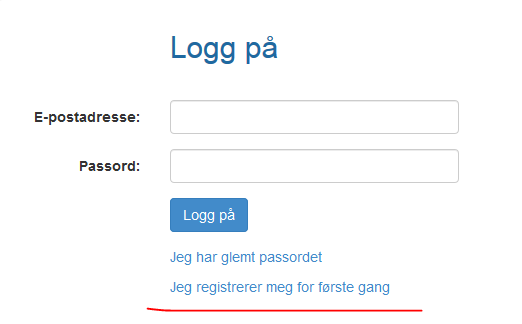 Logg på
E-postadresse:
Passord:
Logg på
Jeg har glemt passordet
Jeg registrerer meg for første gang